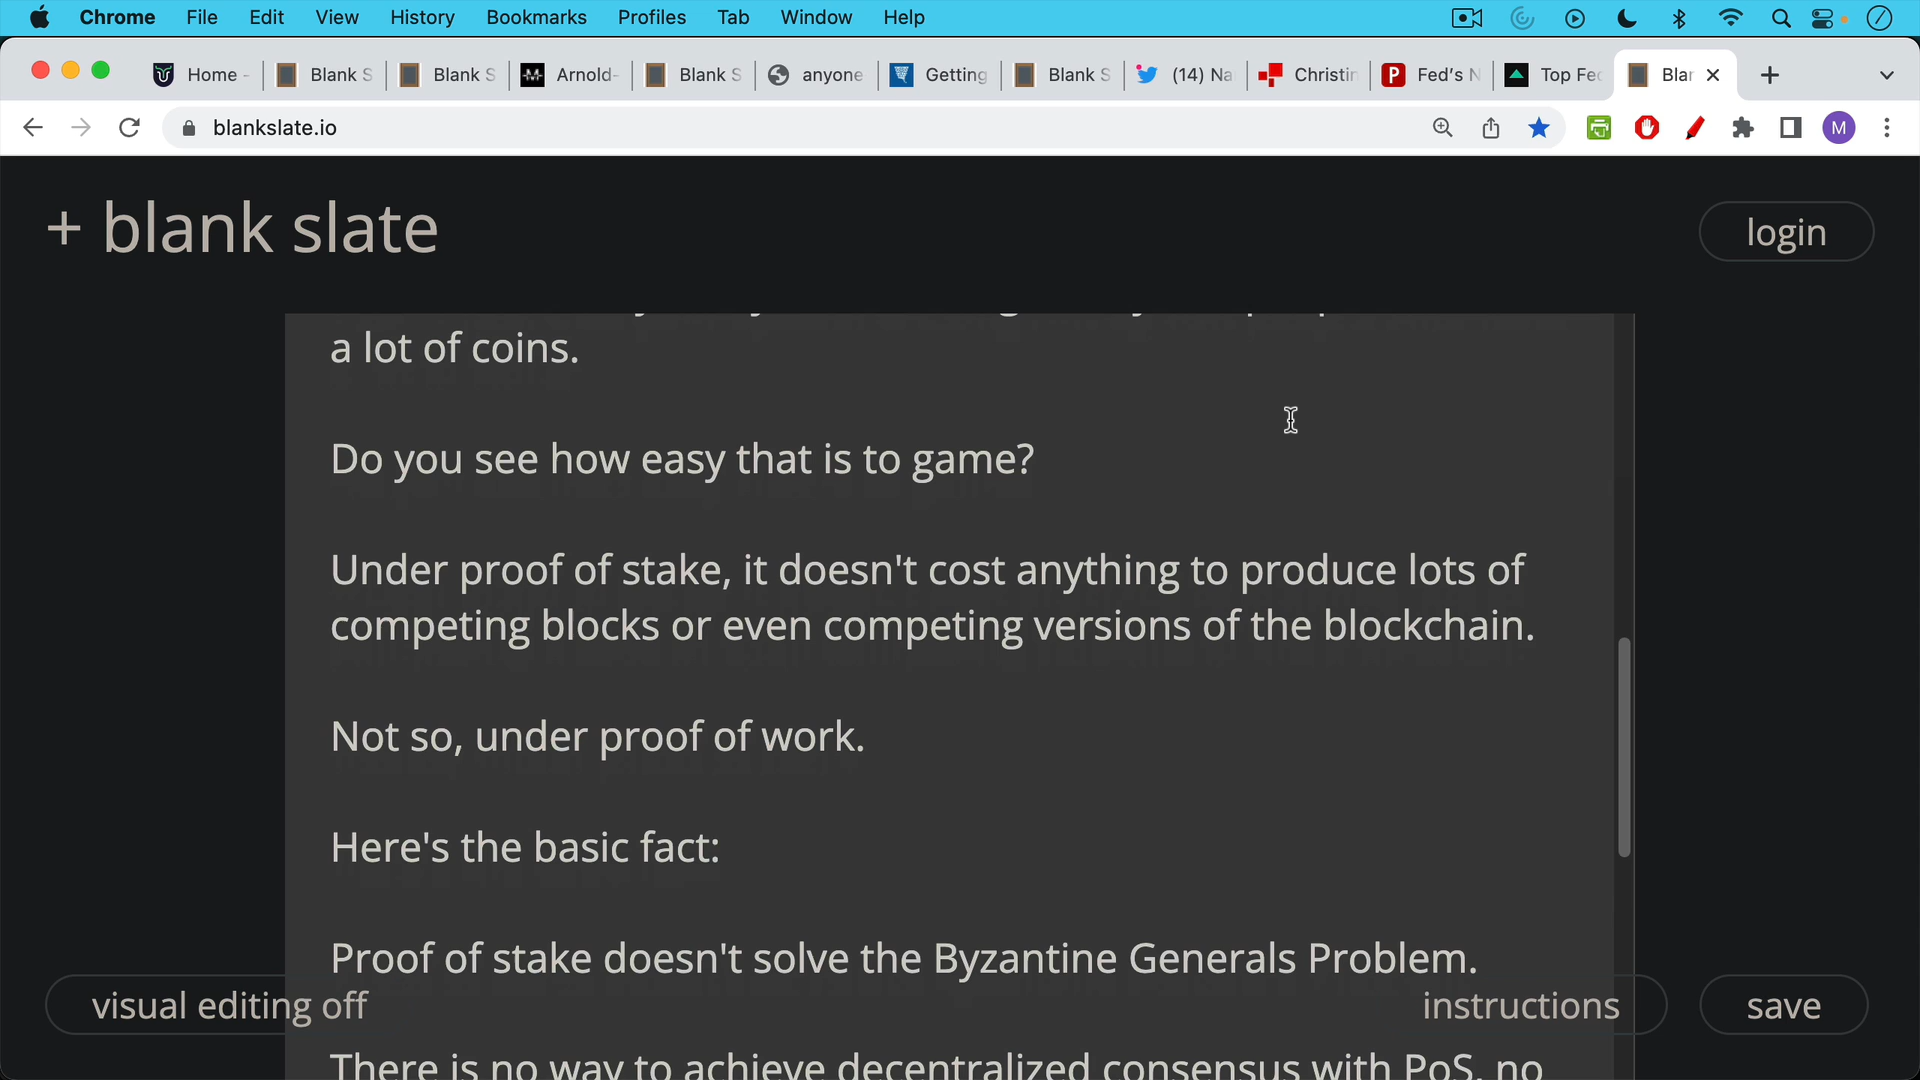 Chrome File Edit View History Bookmarks Profiles Tab Window Help
Home - Blank S Blank S Arnold- Blank S anyone Getting Blank S (14) Na Christin Fed's N Top Fed Blan
blankslate.io
M
+ blank slate
login
a lot of coins.
Do you see how easy that is to game?
Under proof of stake, it doesn't cost anything to produce lots of
competing blocks or even competing versions of the blockchain.
Not so, under proof of work.
Here's the basic fact:
Proof of stake doesn't solve the Byzantine Generals Problem.
visual editing off
instructions
save
There is no way to achieve decentralized consensus with PoS, no